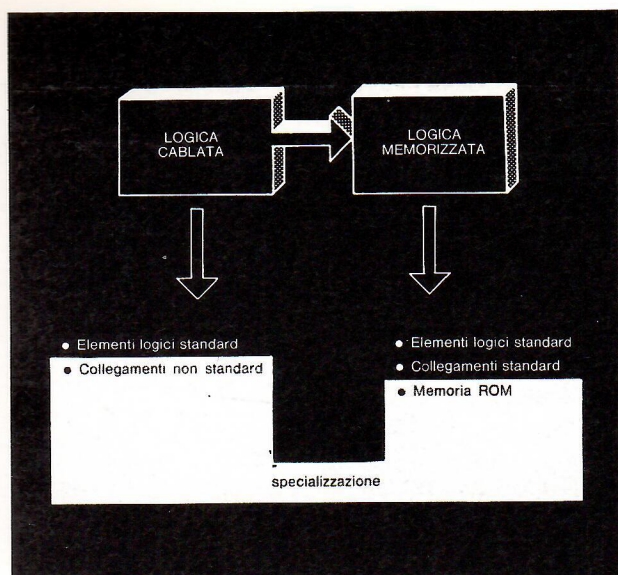 LOGICA
CABLATA
LOGICA
MEMORIZZATA
• Elementi logici standard
• Collegamenti non standard
• Elementi logici standard
• Collegamenti standard
• Memoria ROM
specializzazione